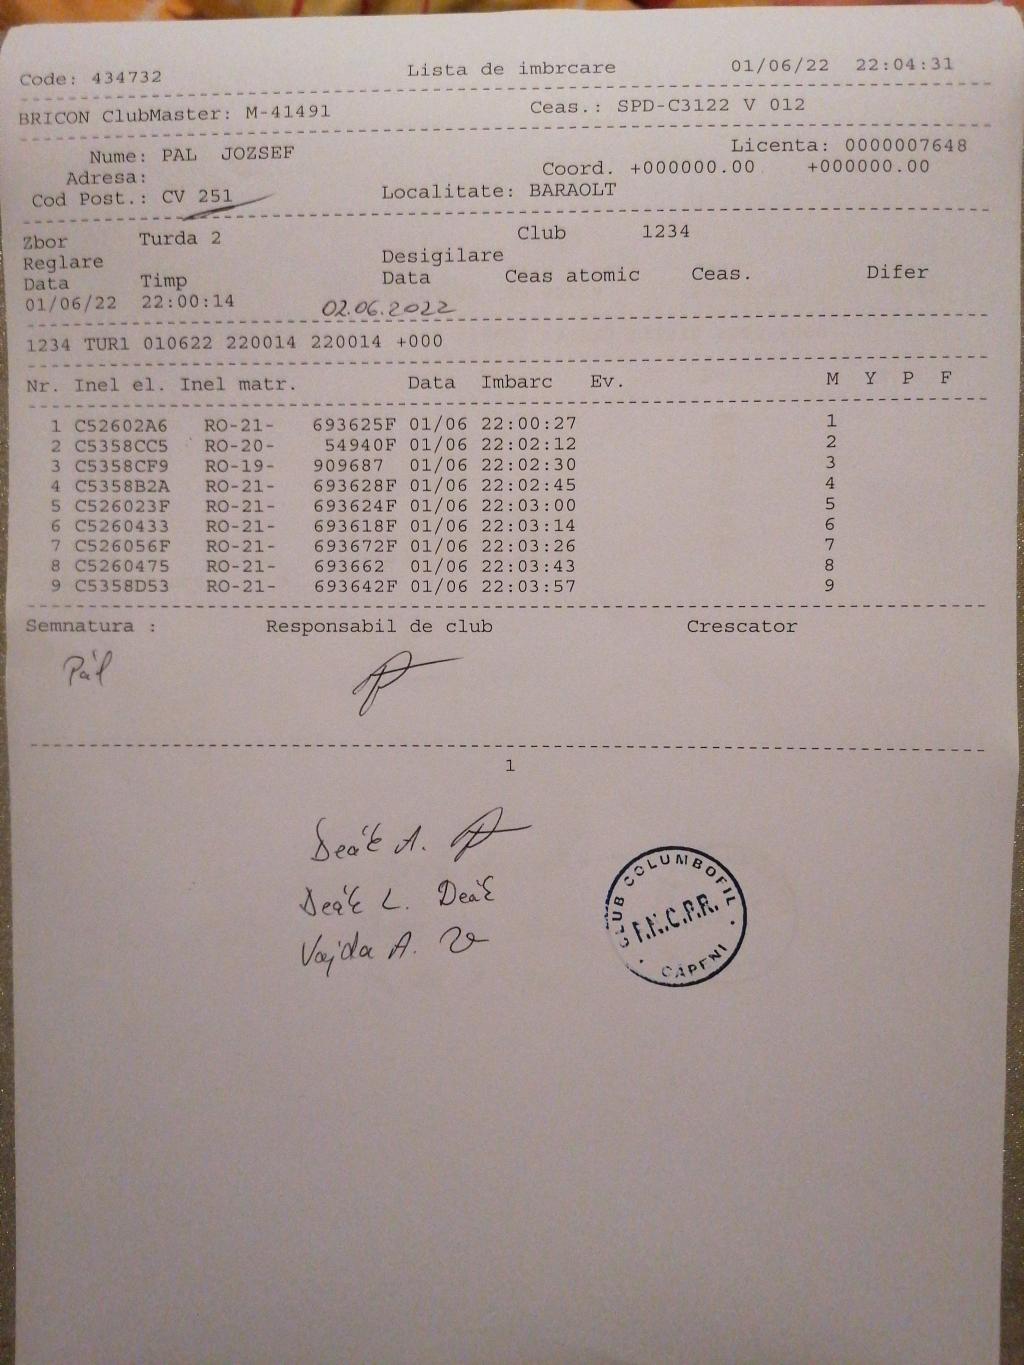 Code: 434732 Lista de imbrcare 01/06/22 22:04:31
BRICON ClubMaster: M-41491 Ceas.: SPD-C3122 V 012
Nume: PAL JOZSEF Licenta: 0000007648
Adresa: Coord. +000000.00 +000000.00
Cod Post.: CV 251 Localitate: BARAOLT
Zbor Turda 2 Club 1234
Reglare Desigilare
Data Timp Data Ceas atomic Ceas. Difer
01/06/22 22:00:14 02.06.2022
1234 TUR1 010622 220014 220014 +000
Nr. Inel el. Inel matr. Data Imbarc Ev. M Y P F
1 C52602A6 RO-21- 693625F 01/06 22:00:27 1
2 C5358CC5 RO-20- 54940F 01/06 22:02:12 2
3 C5358CF9 RO-19- 909687 01/06 22:02:30 3
4 C5358B2A RO-21- 693628F 01/06 22:02:45 4
5 C526023F RO-21- 693624F 01/06 22:03:00 5
6 C5260433 RO-21- 693618F 01/06 22:03:14 6
7 C526056F RO-21- 693672F 01/06 22:03:26 7
8 C5260475 RO-21- 693662 01/06 22:03:43 8
9 C5358D53 RO-21- 693642F 01/06 22:03:57 9
Semnatura : Responsabil de club Crescator
Pál
1
Deák A.
Deák L. Deák
Vajda A.
CLUB COLUMBOFIL
F.N.C.P.R.
CĂPENI